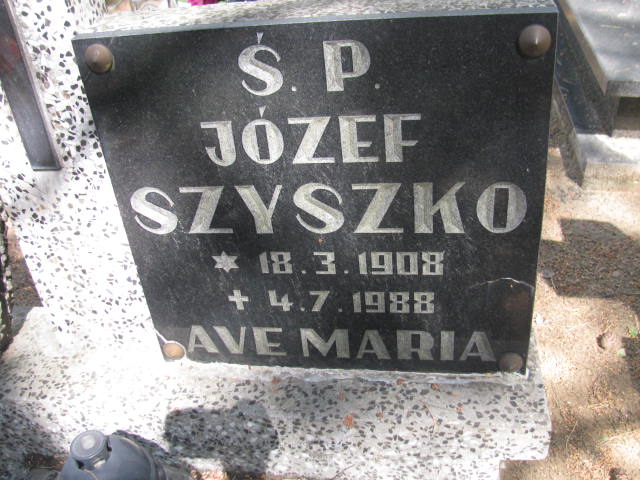 Ś. P.
JÓZEF
SZYSZKO
* 18.3.1908
✝ 4.7.1988
AVE MARIA